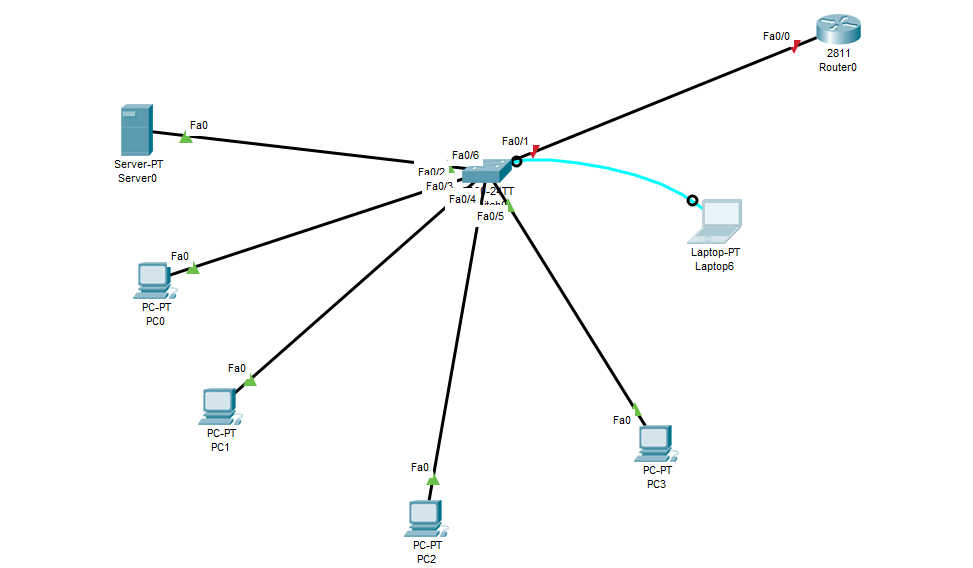 Fa0/0
2811
Router0
Fa0
Server-PT
Server0
Fa0/1
Fa0/6
Fa0/2
Fa0/3
Fa0/4
Fa0/5
Laptop-PT
Laptop6
Fa0
PC-PT
PC0
Fa0
PC-PT
PC1
Fa0
PC-PT
PC3
Fa0
PC-PT
PC2